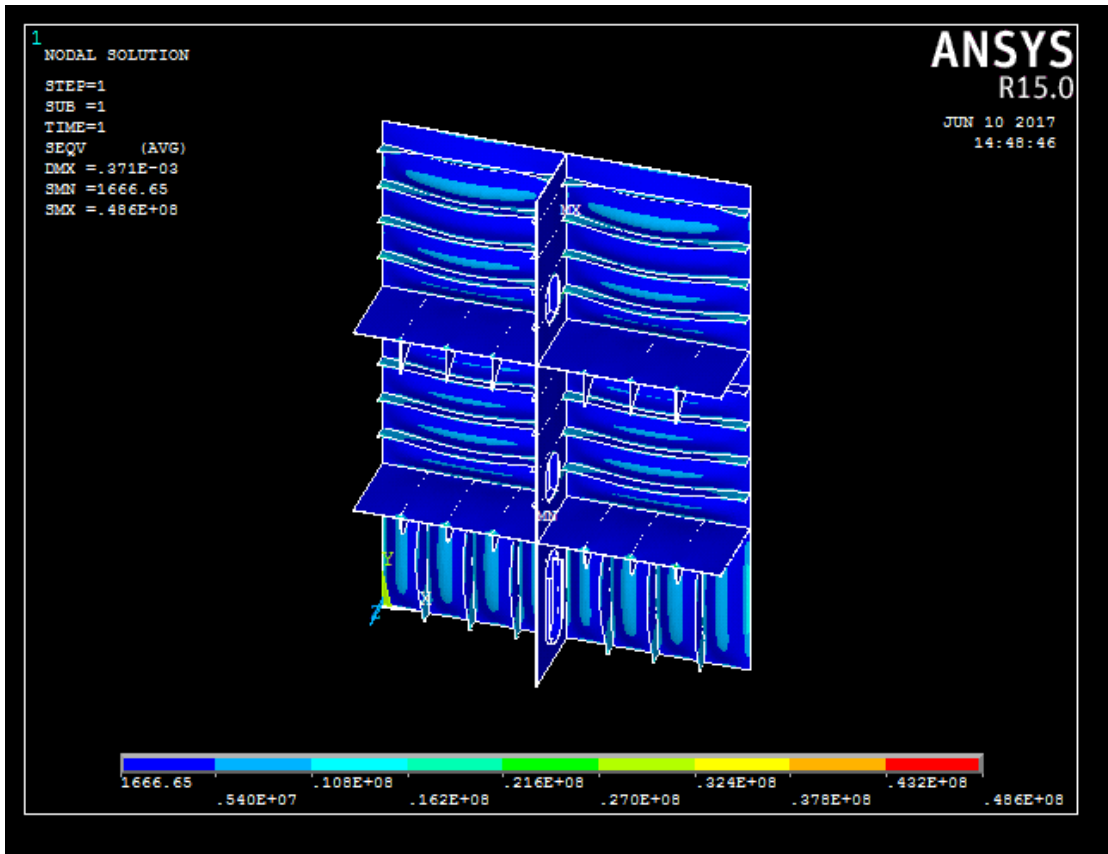 1
NODAL SOLUTION
STEP=1
SUB =1
TIME=1
SEQV (AVG)
DMX =.371E-03
SMN =1666.65
SMX =.486E+08
ANSYS
R15.0
JUN 10 2017
14:48:46
MX
MN
Y
X
Z
1666.65 .108E+08 .216E+08 .324E+08 .432E+08
.540E+07 .162E+08 .270E+08 .378E+08 .486E+08